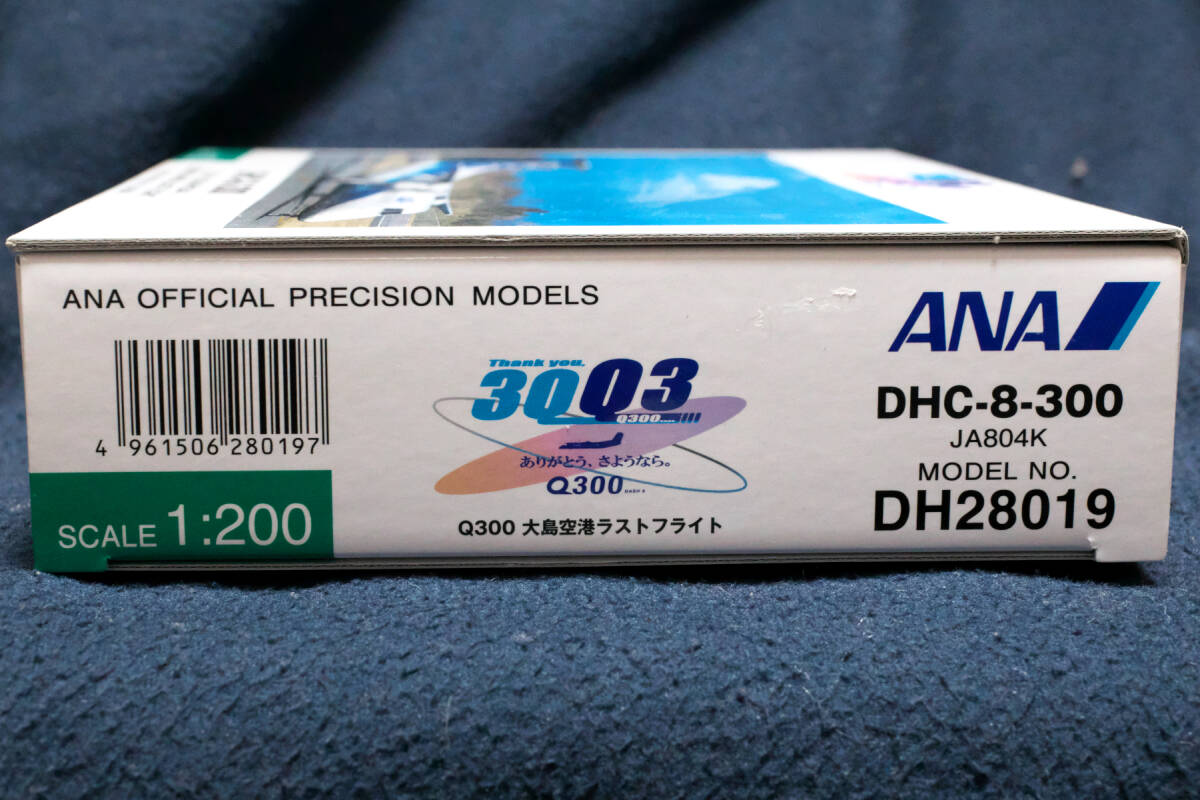 ANA OFFICIAL PRECISION MODELS
4 961506 280197
SCALE 1:200
Thank you.
3QQ3
Q300....
ありがとう、さようなら。
Q300 DASH 8
Q300 大島空港ラストフライト
ANA
DHC-8-300
JA804K
MODEL NO.
DH28019